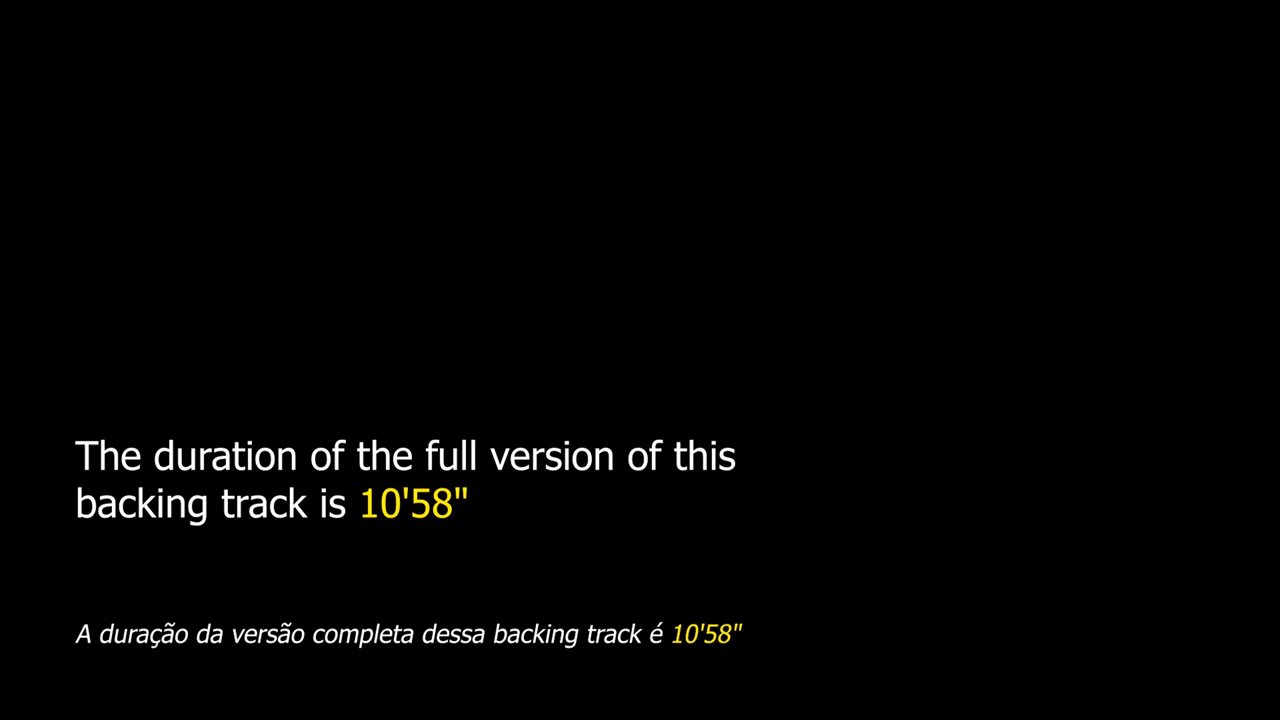 The duration of the full version of this
backing track is 10'58"
A duração da versão completa dessa backing track é 10'58"